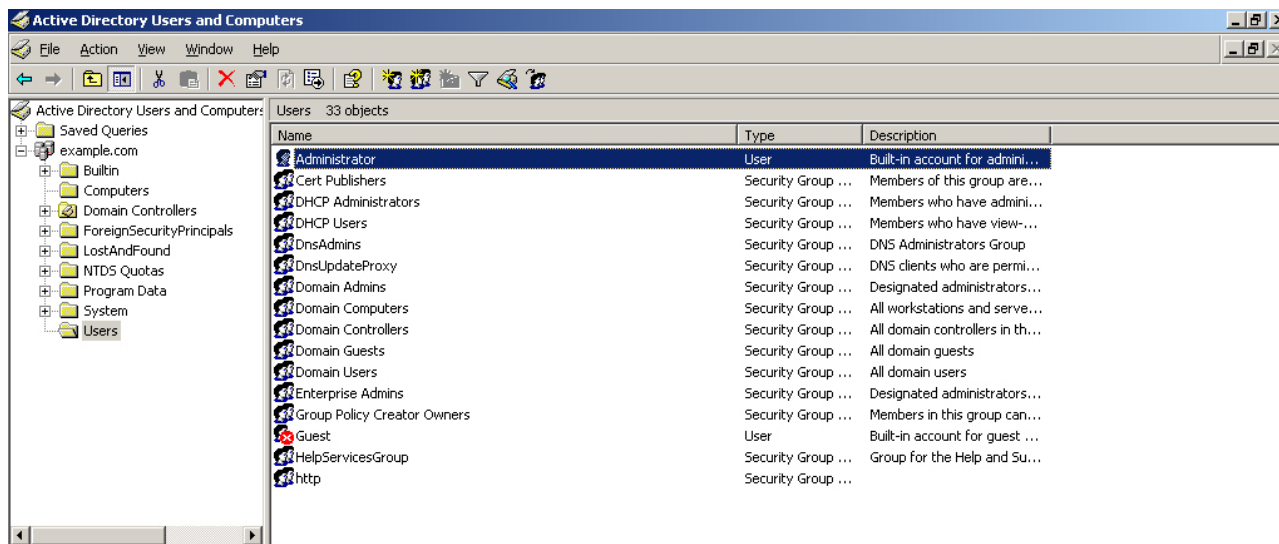 Active Directory Users and Computers
File Action View Window Help
Active Directory Users and Computers
Saved Queries
example.com
Builtin
Computers
Domain Controllers
ForeignSecurityPrincipals
LostAndFound
NTDS Quotas
Program Data
System
Users
Users 33 objects
Name Type Description
Administrator User Built-in account for admini...
Cert Publishers Security Group ... Members of this group are...
DHCP Administrators Security Group ... Members who have admini...
DHCP Users Security Group ... Members who have view-...
DnsAdmins Security Group ... DNS Administrators Group
DnsUpdateProxy Security Group ... DNS clients who are permi...
Domain Admins Security Group ... Designated administrators...
Domain Computers Security Group ... All workstations and serve...
Domain Controllers Security Group ... All domain controllers in th...
Domain Guests Security Group ... All domain guests
Domain Users Security Group ... All domain users
Enterprise Admins Security Group ... Designated administrators...
Group Policy Creator Owners Security Group ... Members in this group can...
Guest User Built-in account for guest ...
HelpServicesGroup Security Group ... Group for the Help and Su...
http Security Group ...